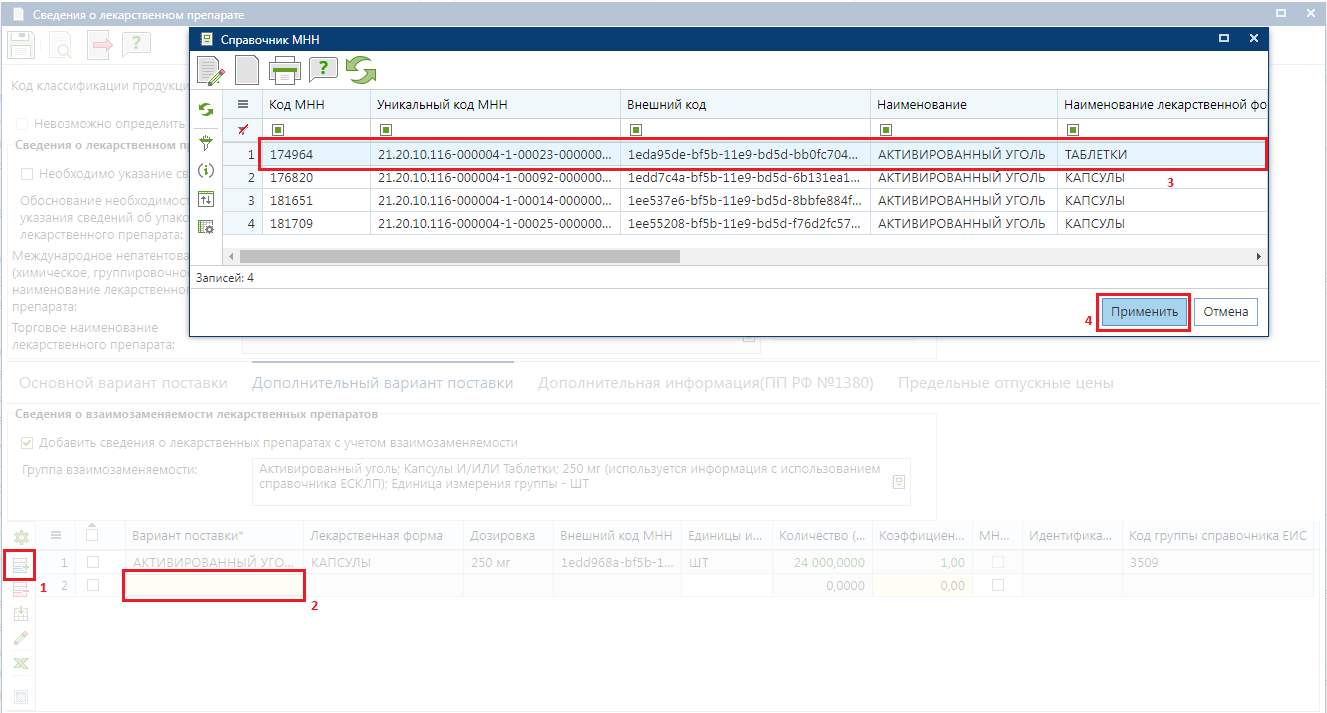 Сведения о лекарственном препарате
Справочник МНН
Код классификации продукци
Невозможно определить
Сведения о лекарственном пр
Необходимо указание св
Обоснование необходимост
указания сведений об упако
лекарственного препарата:
Международное непатентова
(химическое, группировочно
наименование лекарственног
препарата:
Торговое наименование
лекарственного препарата:
Код МНН Уникальный код МНН Внешний код Наименование Наименование лекарственной фо
1 174964 21.20.10.116-000004-1-00023-000000... 1eda95de-bf5b-11e9-bd5d-bb0fc704... АКТИВИРОВАННЫЙ УГОЛЬ ТАБЛЕТКИ
2 176820 21.20.10.116-000004-1-00092-000000... 1edd7c4a-bf5b-11e9-bd5d-6b131ea1... АКТИВИРОВАННЫЙ УГОЛЬ КАПСУЛЫ
3
3 181651 21.20.10.116-000004-1-00014-000000... 1ee537e6-bf5b-11e9-bd5d-8bbfe884f... АКТИВИРОВАННЫЙ УГОЛЬ КАПСУЛЫ
4 181709 21.20.10.116-000004-1-00025-000000... 1ee55208-bf5b-11e9-bd5d-f76d2fc57... АКТИВИРОВАННЫЙ УГОЛЬ КАПСУЛЫ
Записей: 4
4 Применить Отмена
Основной вариант поставки Дополнительный вариант поставки Дополнительная информация(ПП РФ №1380) Предельные отпускные цены
Сведения о взаимозаменяемости лекарственных препаратов
Добавить сведения о лекарственных препаратах с учетом взаимозаменяемости
Группа взаимозаменяемости:
Активированный уголь; Капсулы И/ИЛИ Таблетки; 250 мг (используется информация с использованием
справочника ЕСКЛП); Единица измерения группы - ШТ
Вариант поставки* Лекарственная форма Дозировка Внешний код МНН Единицы и... Количество (... Коэффициен... МН... Идентифика... Код группы справочника ЕИС
1 АКТИВИРОВАННЫЙ УГО... КАПСУЛЫ 250 мг 1edd968a-bf5b-1... ШТ 24 000,0000 1,00 3509
1 2 0,0000 0,00
2